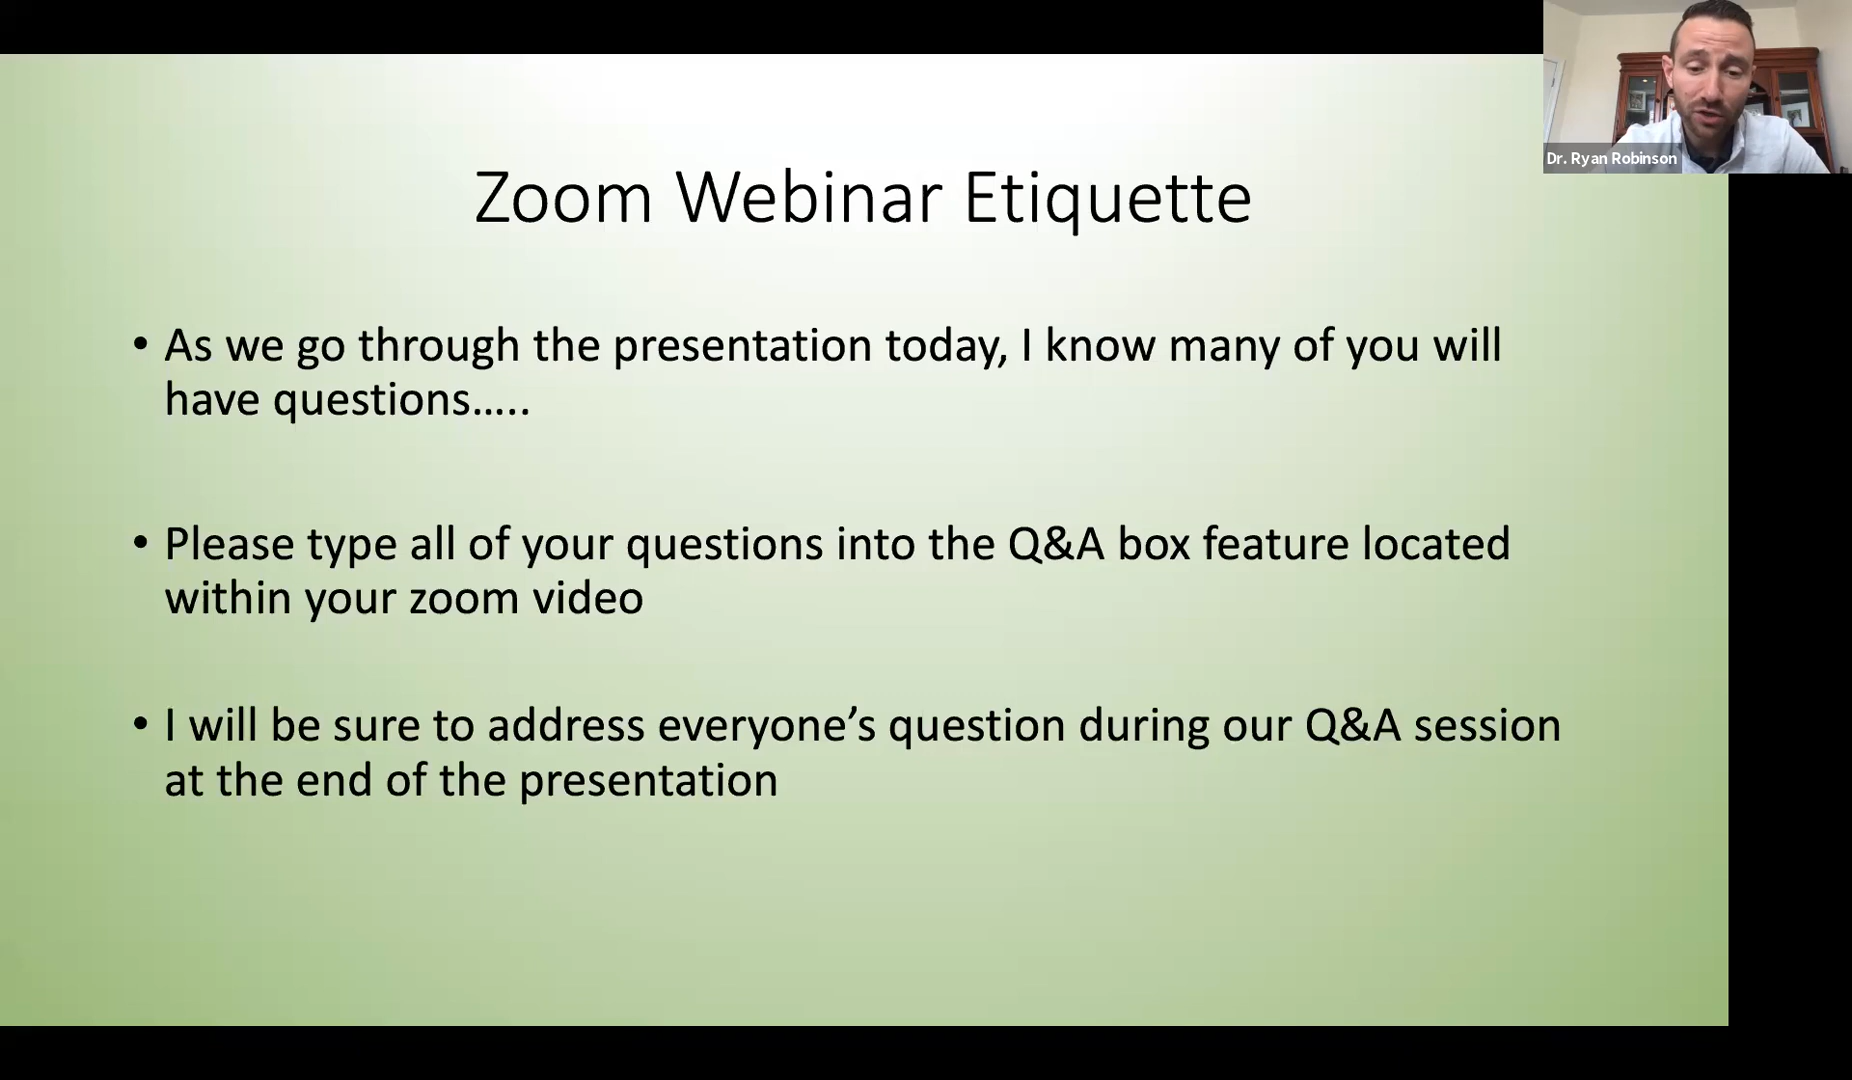 Dr. Ryan Robinson
Zoom Webinar Etiquette
• As we go through the presentation today, I know many of you will
have questions.....
• Please type all of your questions into the Q&A box feature located
within your zoom video
• I will be sure to address everyone’s question during our Q&A session
at the end of the presentation